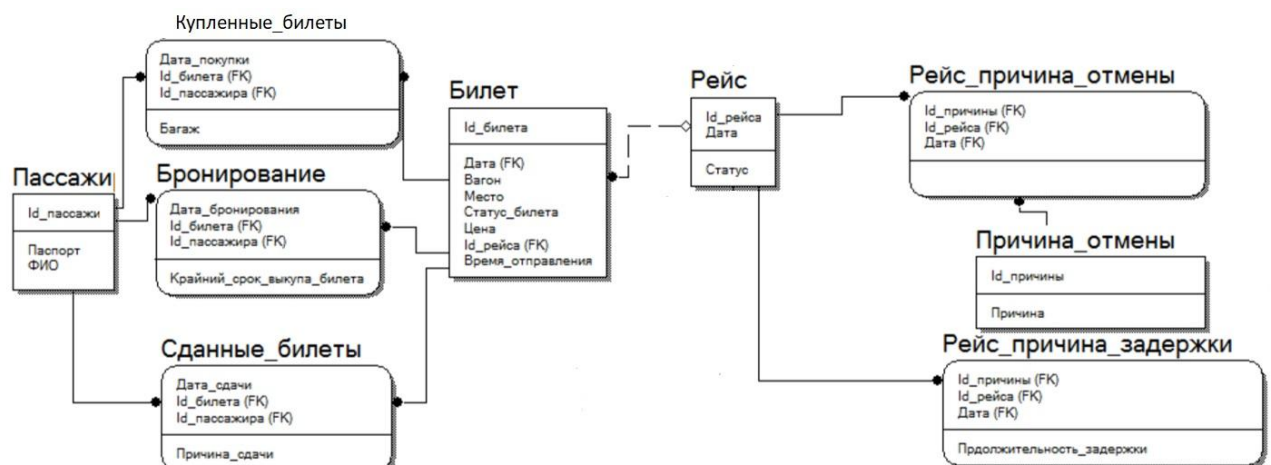 Купленные_билеты
Дата_покупки
Id_билета (FK)
Id_пассажира (FK)
Багаж
Пассажи
Id_пассажи
Паспорт
ФИО
Бронирование
Дата_бронирования
Id_билета (FK)
Id_пассажира (FK)
Крайний_срок_выкупа_билета
Сданные_билеты
Дата_сдачи
Id_билета (FK)
Id_пассажира (FK)
Причина_сдачи
Билет
Id_билета
Дата (FK)
Вагон
Место
Статус_билета
Цена
Id_рейса (FK)
Время_отправления
Рейс
Id_рейса
Дата
Статус
Рейс_причина_отмены
Id_причины (FK)
Id_рейса (FK)
Дата (FK)
Причина_отмены
Id_причины
Причина
Рейс_причина_задержки
Id_причины (FK)
Id_рейса (FK)
Дата (FK)
Прдолжительность_задержки